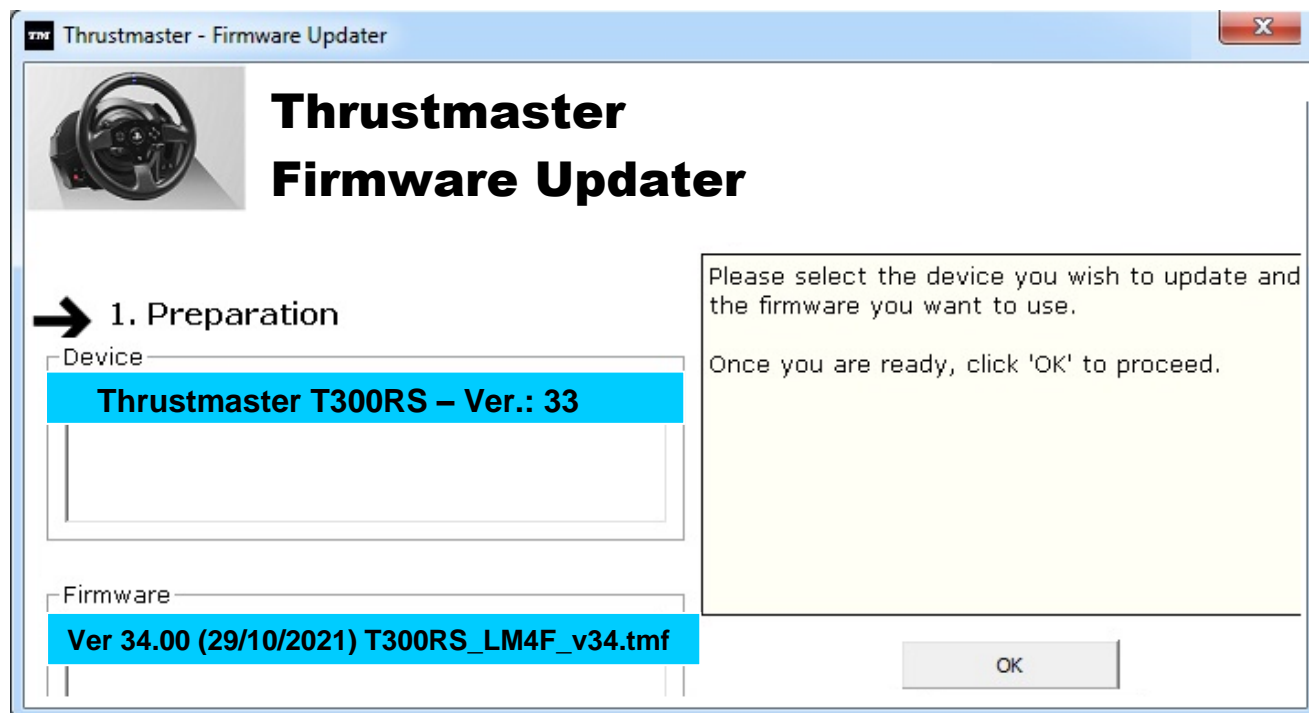 TM Thrustmaster - Firmware Updater
X
Thrustmaster
Firmware Updater
1. Preparation
Device
Thrustmaster T300RS – Ver.: 33
Firmware
Ver 34.00 (29/10/2021) T300RS_LM4F_v34.tmf
Please select the device you wish to update and
the firmware you want to use.
Once you are ready, click 'OK' to proceed.
OK